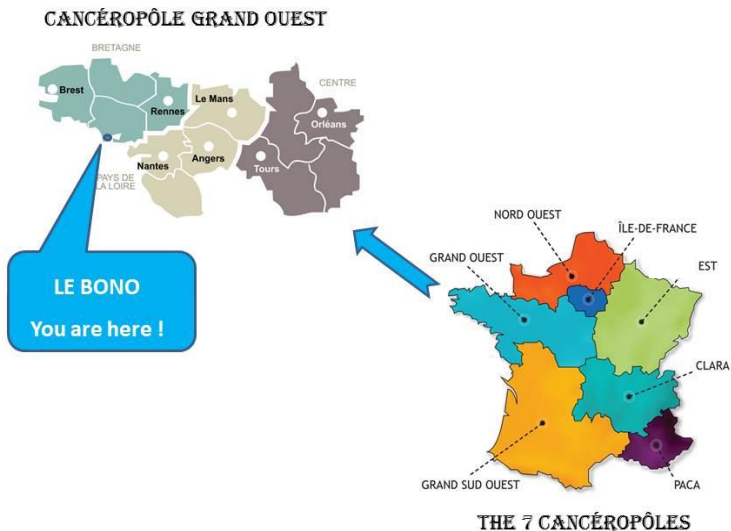 CANCÉROPÔLE GRAND OUEST
BRETAGNE
Brest
Rennes
Le Mans
CENTRE
Orléans
Nantes
Angers
Tours
PAYS DE
LA LOIRE
LE BONO
You are here !
NORD OUEST
ÎLE-DE-FRANCE
GRAND OUEST
EST
CLARA
GRAND SUD OUEST
PACA
THE 7 CANCÉROPÔLES